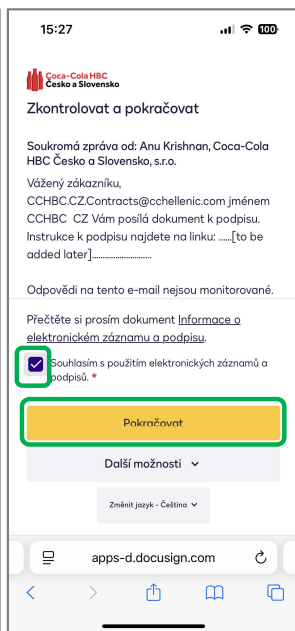 15:27
100
Coca-Cola HBC
Česko a Slovensko
Zkontrolovat a pokračovat
Soukromá zpráva od: Anu Krishnan, Coca-Cola
HBC Česko a Slovensko, s.r.o.
Vážený zákazníku,
CCHBC.CZ.Contracts@cchellenic.com jménem
CCHBC CZ Vám posílá dokument k podpisu.
Instrukce k podpisu najdete na linku: ......[to be
added later]............................
Odpovědi na tento e-mail nejsou monitorované.
Přečtěte si prosím dokument Informace o
elektronickém záznamu a podpisu.
Souhlasím s použitím elektronických záznamů a
podpisů. *
Pokračovat
Další možnosti
Změnit jazyk - Čeština
apps-d.docusign.com